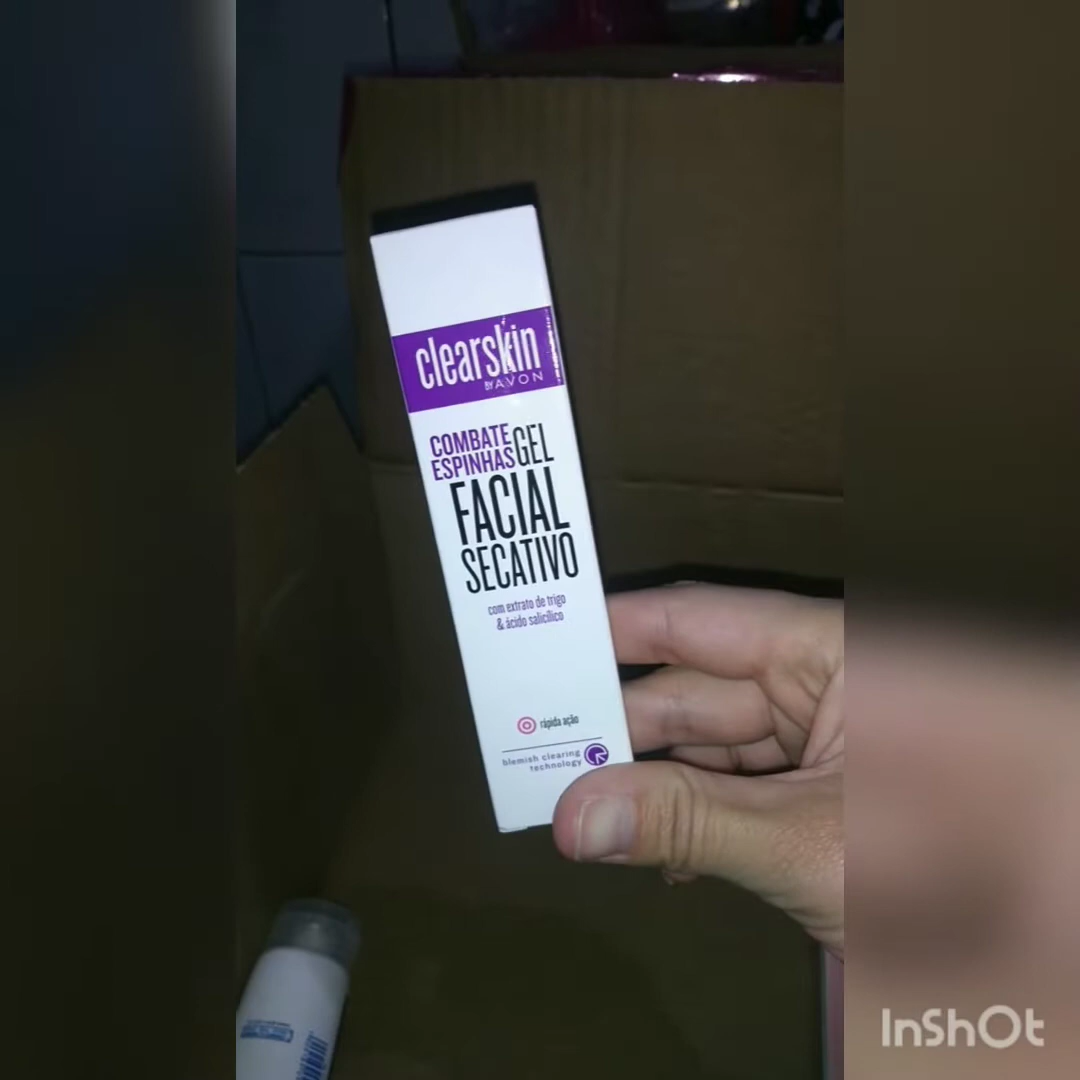 clearskin
BY AVON
COMBATE
ESPINHAS GEL
FACIAL
SECATIVO
com extrato de trigo
& ácido salicílico
rápida ação
blemish clearing
technology
InShOt